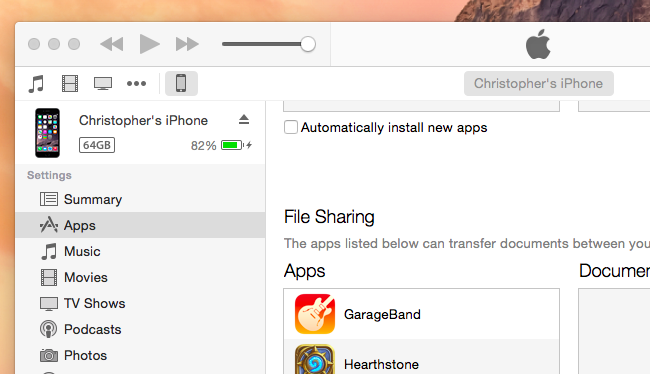 Christopher's iPhone
Christopher's iPhone
64GB
82%
Settings
Summary
Apps
Music
Movies
TV Shows
Podcasts
Photos
Automatically install new apps
File Sharing
The apps listed below can transfer documents between you
Apps
Documen
GarageBand
Hearthstone